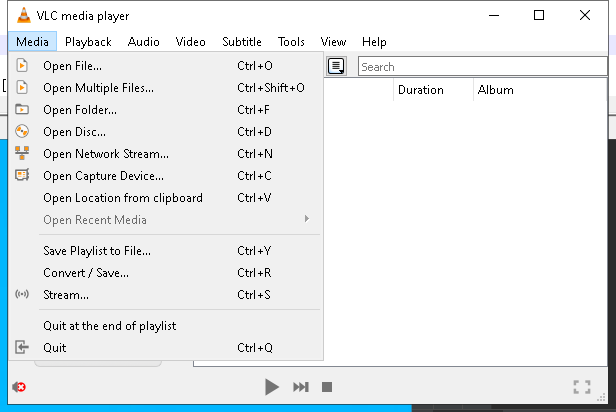 VLC media player
Media Playback Audio Video Subtitle Tools View Help
Open File... Ctrl+O
Search
Open Multiple Files... Ctrl+Shift+O
Duration Album
Open Folder... Ctrl+F
Open Disc... Ctrl+D
Open Network Stream... Ctrl+N
Open Capture Device... Ctrl+C
Open Location from clipboard Ctrl+V
Open Recent Media
Save Playlist to File... Ctrl+Y
Convert / Save... Ctrl+R
Stream... Ctrl+S
Quit at the end of playlist
Quit Ctrl+Q